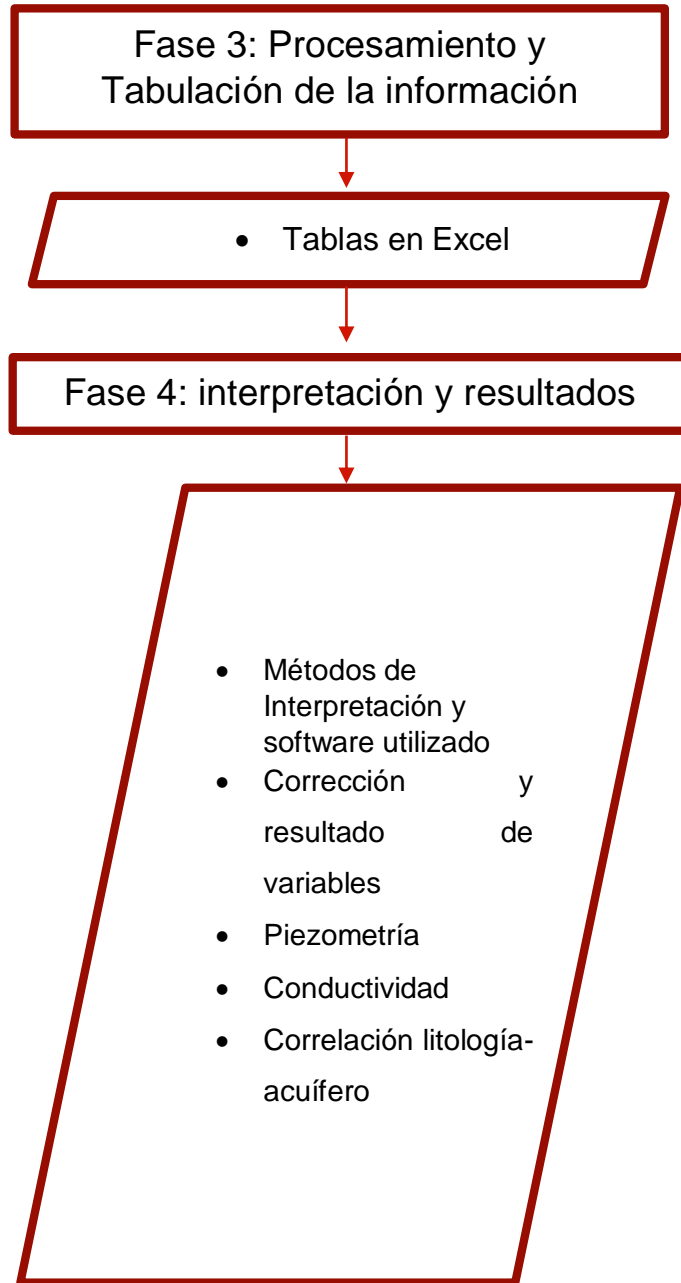 Fase 3: Procesamiento y
Tabulación de la información
• Tablas en Excel
Fase 4: interpretación y resultados
• Métodos de
Interpretación y
software utilizado
• Corrección y
resultado de
variables
• Piezometría
• Conductividad
• Correlación litología-
acuífero